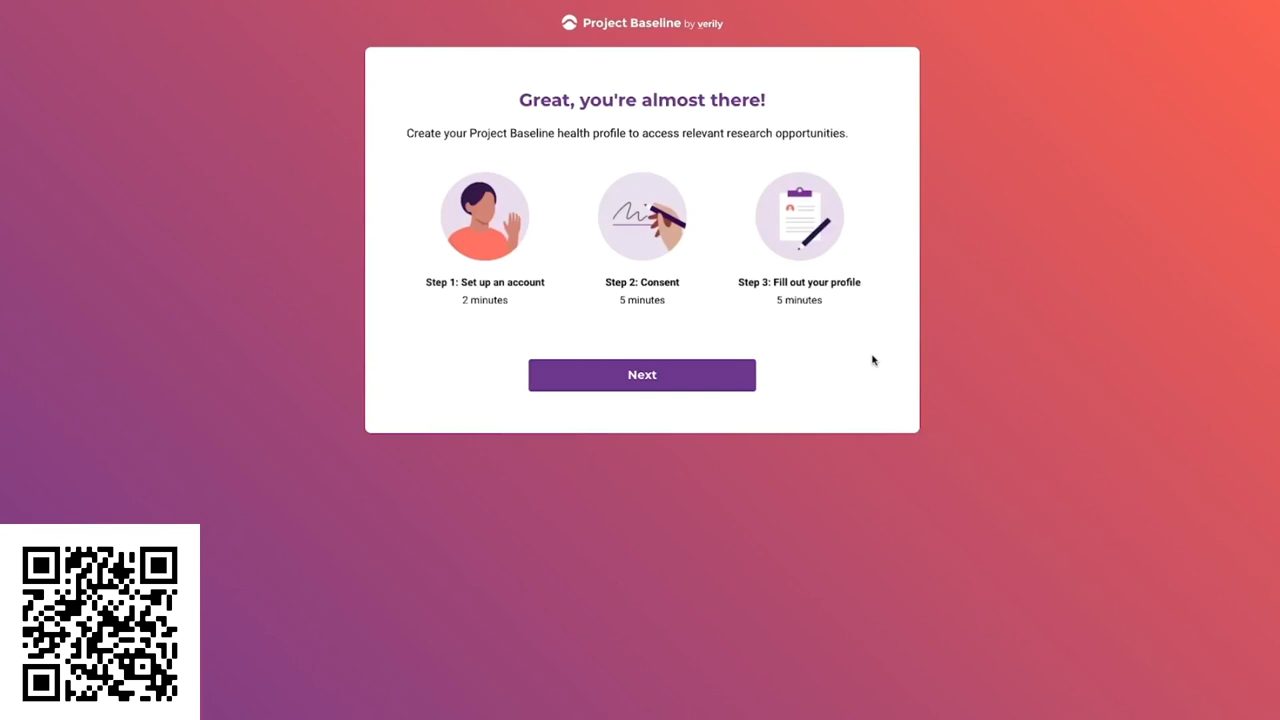 Project Baseline by verily
Great, you're almost there!
Create your Project Baseline health profile to access relevant research opportunities.
Step 1: Set up an account
2 minutes
Step 2: Consent
5 minutes
Step 3: Fill out your profile
5 minutes
Next